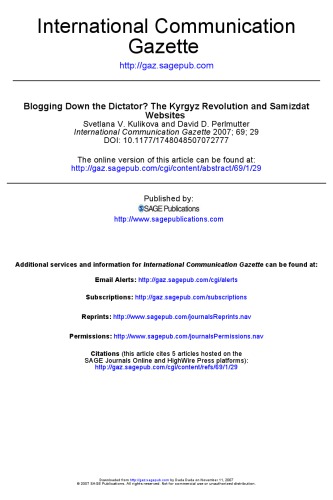 International Communication
Gazette
http://gaz.sagepub.com
Blogging Down the Dictator? The Kyrgyz Revolution and Samizdat
Websites
Svetlana V. Kulikova and David D. Perlmutter
International Communication Gazette 2007; 69; 29
DOI: 10.1177/1748048507072777
The online version of this article can be found at:
http://gaz.sagepub.com/cgi/content/abstract/69/1/29
Published by:
SAGE Publications
http://www.sagepublications.com
Additional services and information for International Communication Gazette can be found at:
Email Alerts: http://gaz.sagepub.com/cgi/alerts
Subscriptions: http://gaz.sagepub.com/subscriptions
Reprints: http://www.sagepub.com/journalsReprints.nav
Permissions: http://www.sagepub.com/journalsPermissions.nav
Citations (this article cites 5 articles hosted on the
SAGE Journals Online and HighWire Press platforms):
http://gaz.sagepub.com/cgi/content/refs/69/1/29
Downloaded from http://gaz.sagepub.com by Dada Dada on November 11, 2007
© 2007 SAGE Publications. All rights reserved. Not for commercial use or unauthorized distribution.